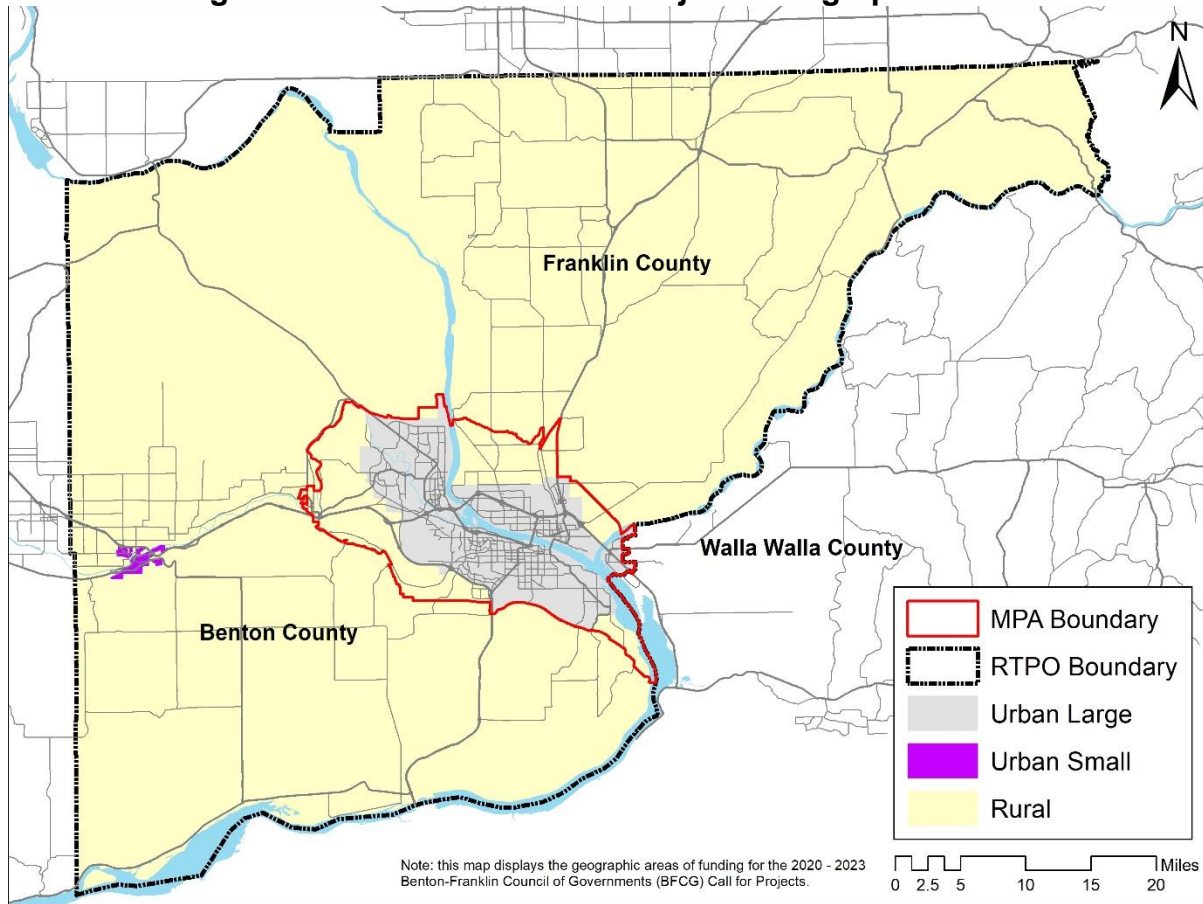 N
Franklin County
Walla Walla County
Benton County
MPA Boundary
RTPO Boundary
Urban Large
Urban Small
Rural
Note: this map displays the geographic areas of funding for the 2020 - 2023
Benton-Franklin Council of Governments (BFCG) Call for Projects.
Miles
0 2.5 5 10 15 20